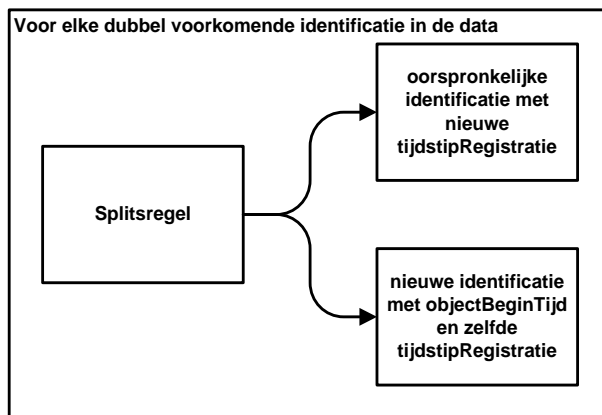 Voor elke dubbel voorkomende identificatie in de data
oorspronkelijke
identificatie met
nieuwe
tijdstipRegistratie
Splitsregel
nieuwe identificatie
met objectBeginTijd
en zelfde
tijdstipRegistratie